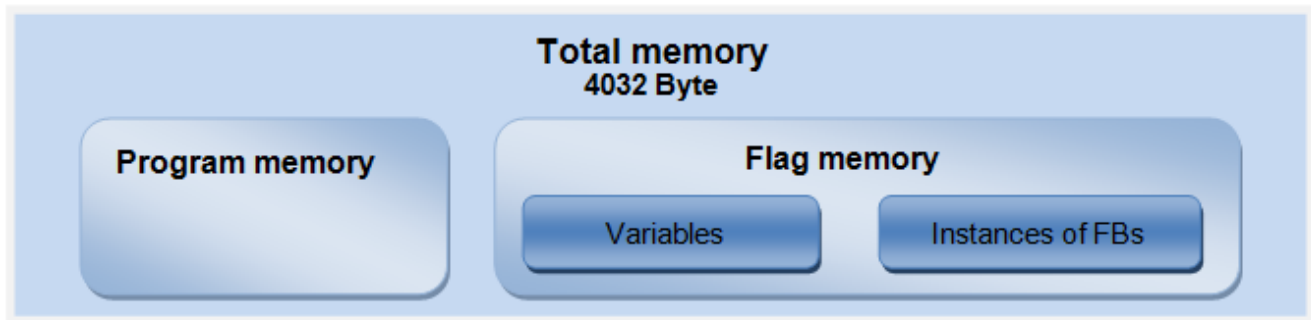 Total memory
4032 Byte
Program memory
Flag memory
Variables
Instances of FBs